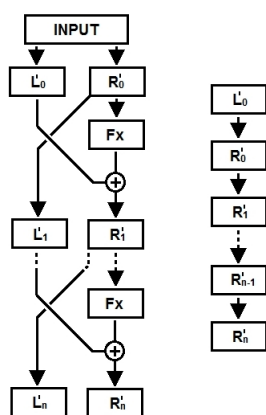 INPUT
L'0 R'0
Fx
+
L'1 R'1
Fx
+
L'n R'n
L'0
R'0
R'1
R'n-1
R'n